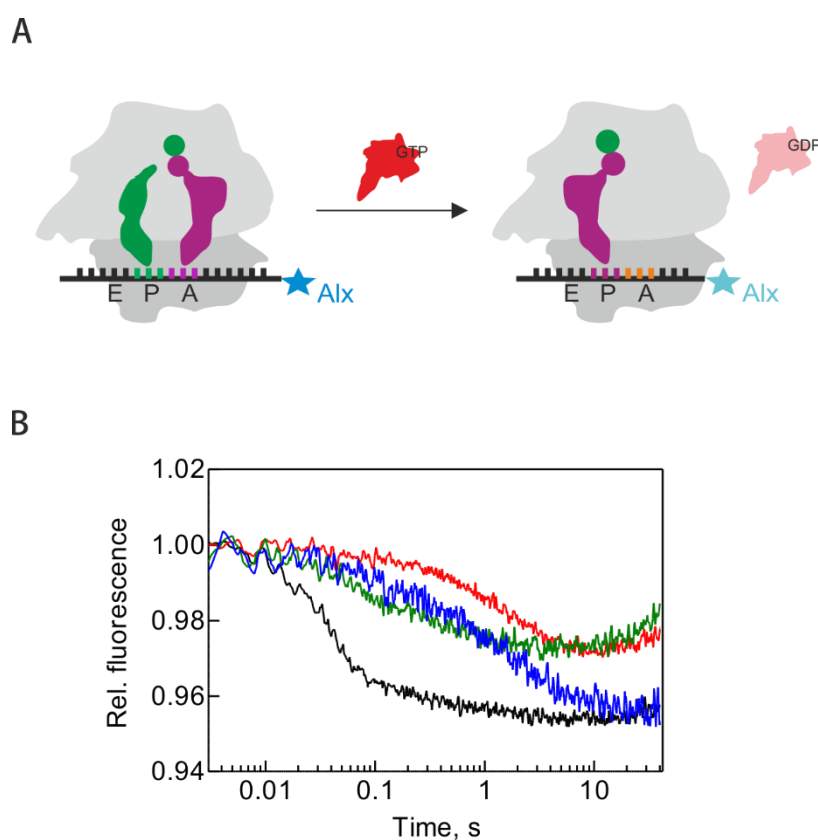 A
GTP
GDP
E P A
Alx
E P A
Alx
B
Rel. fluorescence
1.02
1.00
0.98
0.96
0.94
0.01 0.1 1 10
Time, s